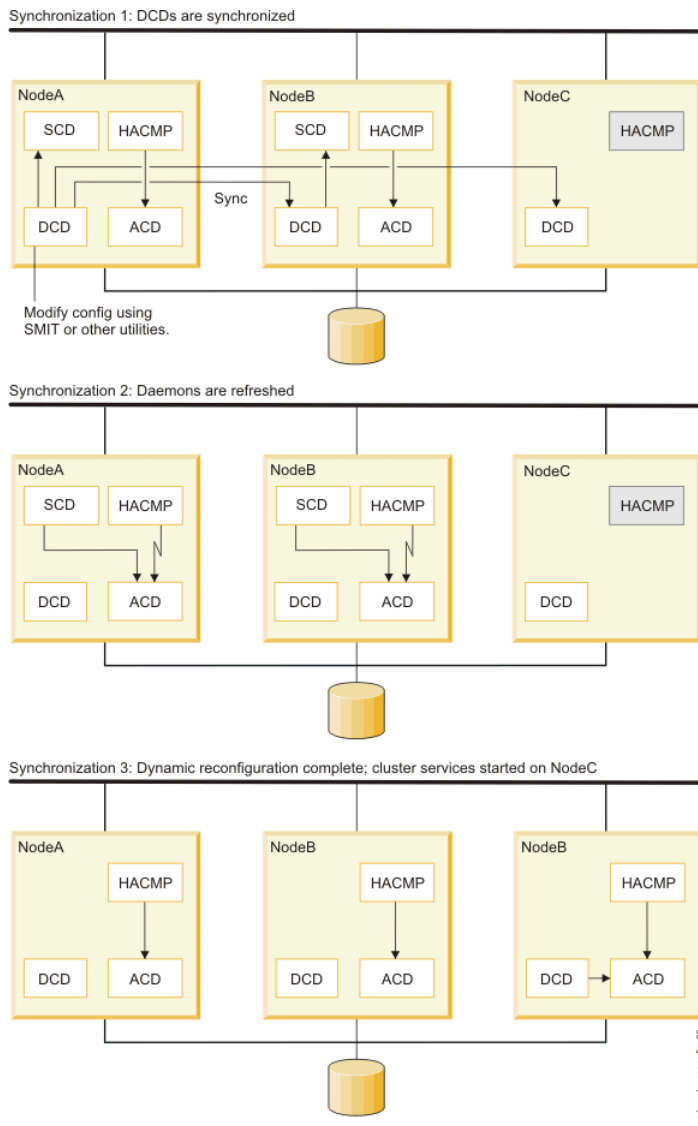 Synchronization 1: DCDs are synchronized
NodeA
NodeB
NodeC
SCD
HACMP
SCD
HACMP
HACMP
Sync
DCD
ACD
DCD
ACD
DCD
Modify config using
SMIT or other utilities.
Synchronization 2: Daemons are refreshed
NodeA
NodeB
NodeC
SCD
HACMP
SCD
HACMP
HACMP
DCD
ACD
DCD
ACD
DCD
Synchronization 3: Dynamic reconfiguration complete; cluster services started on NodeC
NodeA
NodeB
NodeB
HACMP
HACMP
HACMP
DCD
ACD
DCD
ACD
DCD
ACD